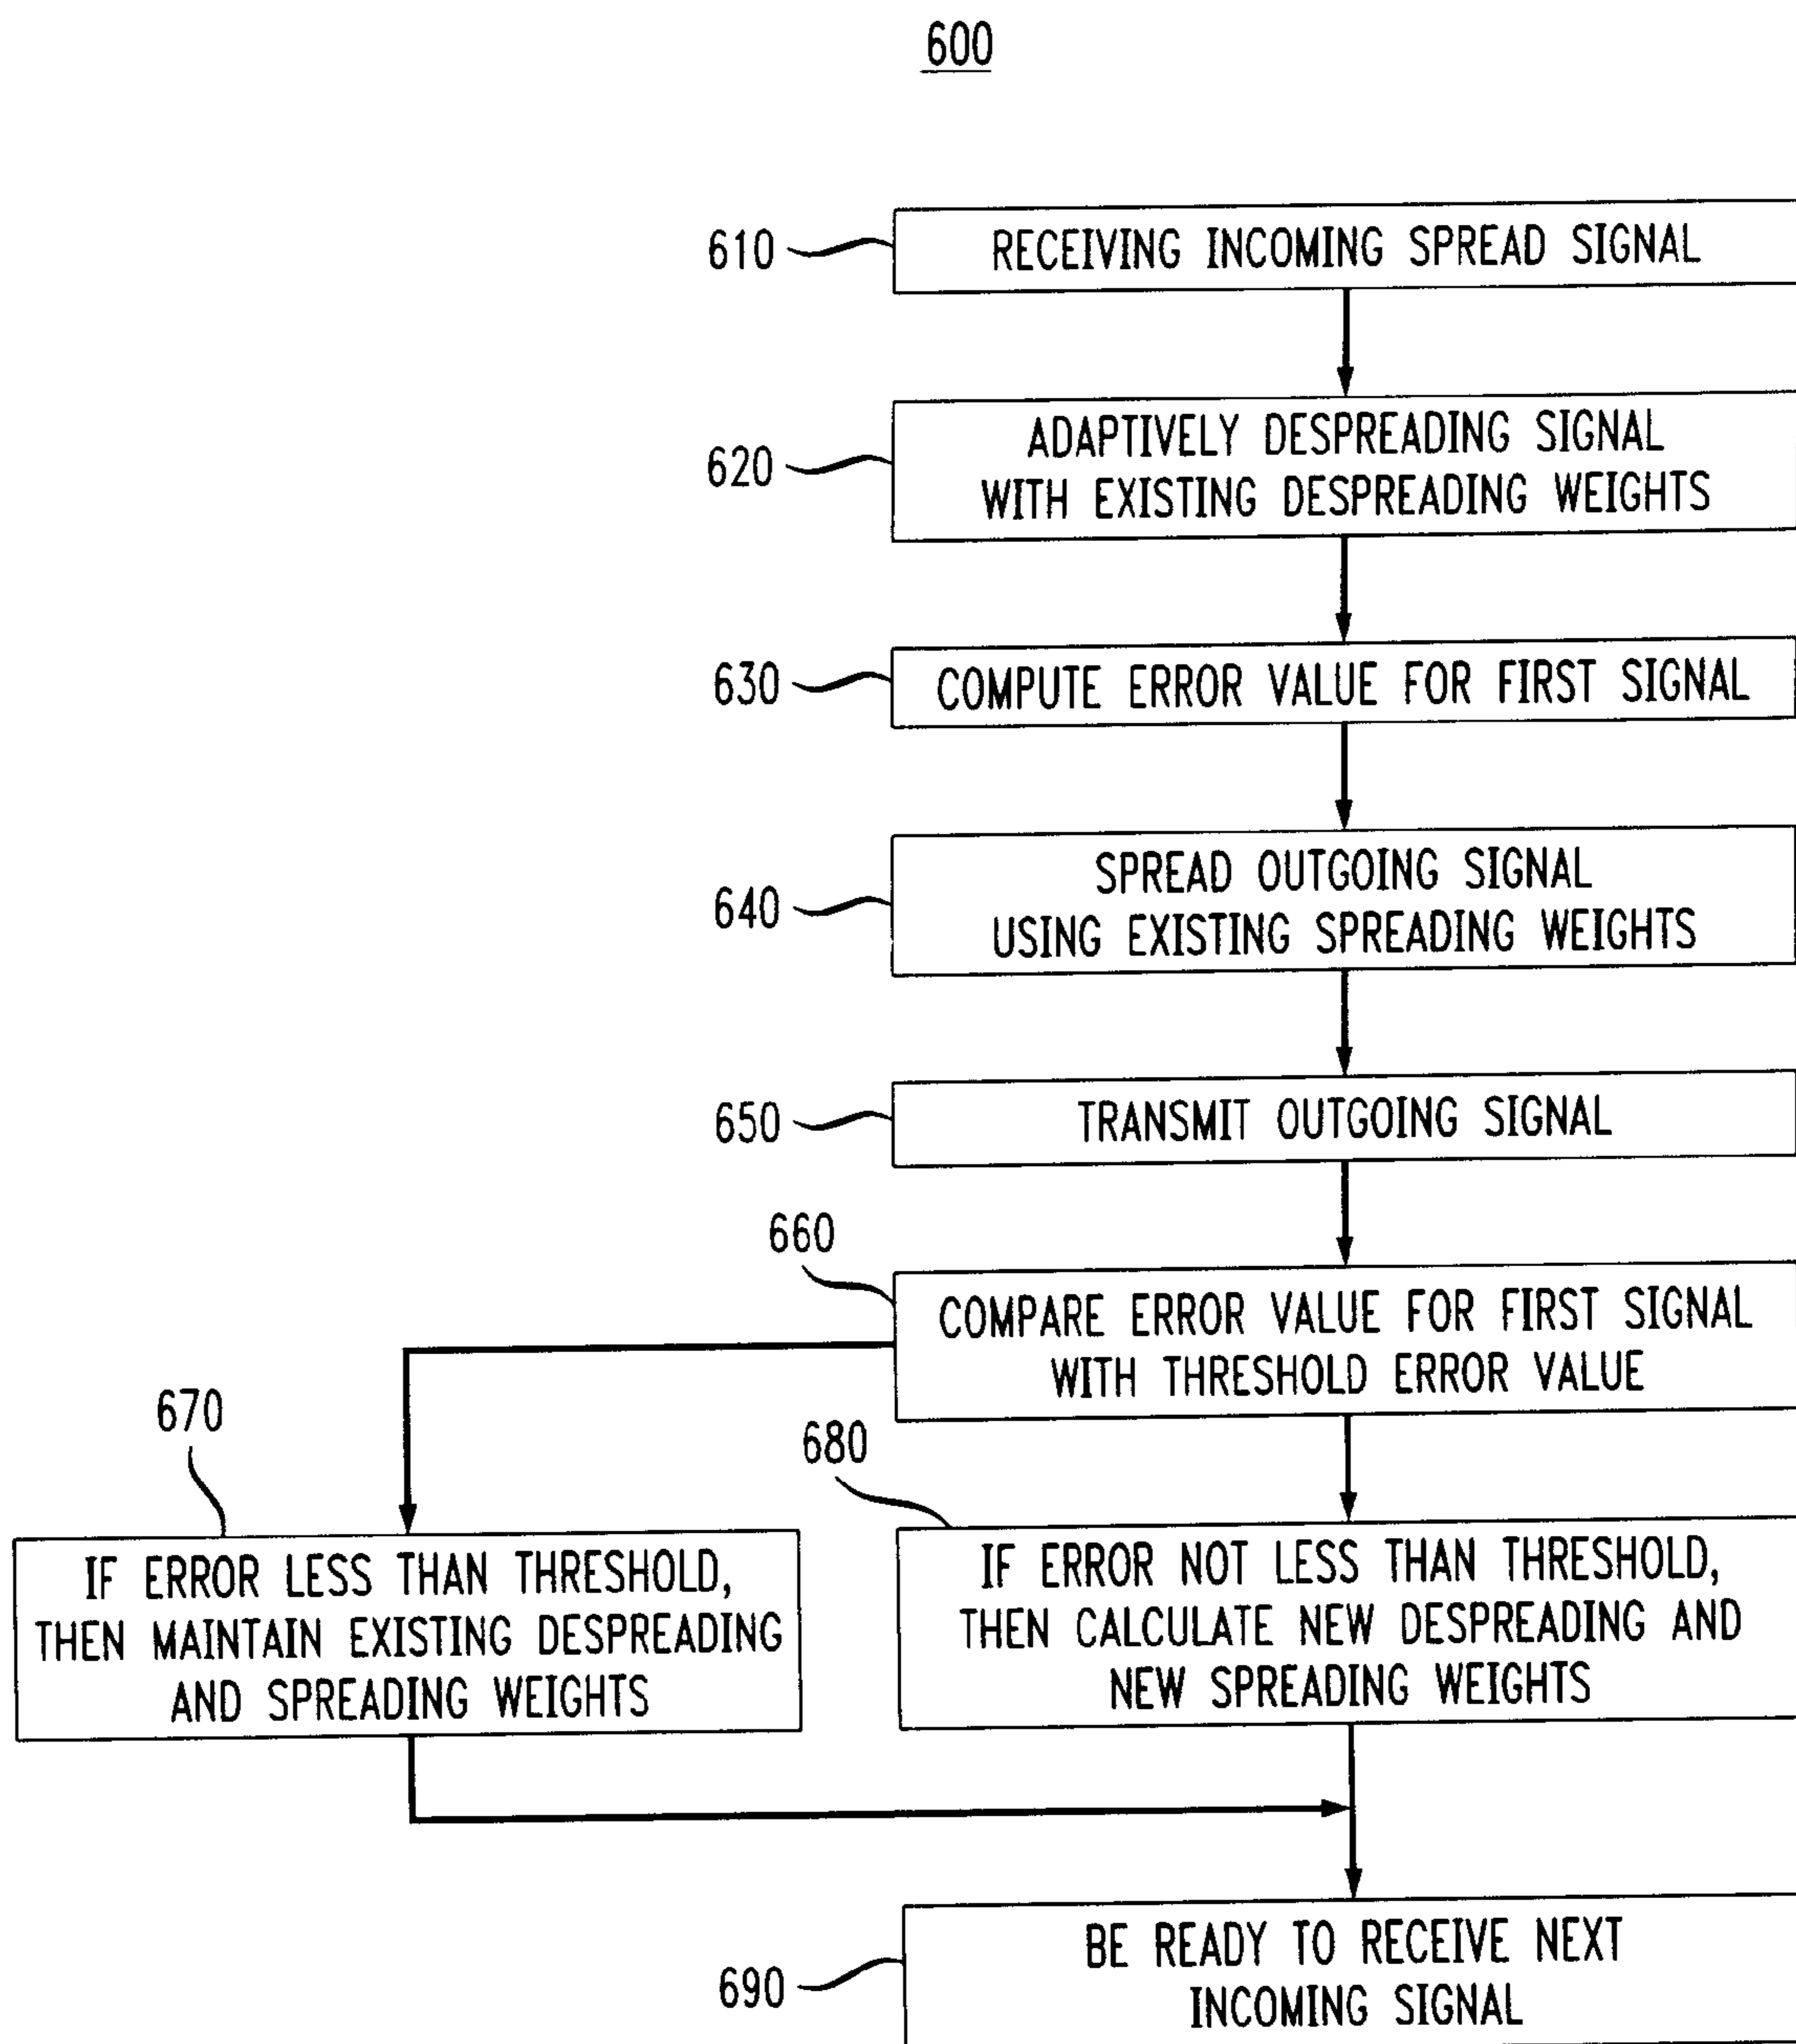 600
610
RECEIVING INCOMING SPREAD SIGNAL
620
ADAPTIVELY DESPREADING SIGNAL
WITH EXISTING DESPREADING WEIGHTS
630
COMPUTE ERROR VALUE FOR FIRST SIGNAL
640
SPREAD OUTGOING SIGNAL
USING EXISTING SPREADING WEIGHTS
650
TRANSMIT OUTGOING SIGNAL
660
COMPARE ERROR VALUE FOR FIRST SIGNAL
WITH THRESHOLD ERROR VALUE
670
IF ERROR LESS THAN THRESHOLD,
THEN MAINTAIN EXISTING DESPREADING
AND SPREADING WEIGHTS
680
IF ERROR NOT LESS THAN THRESHOLD,
THEN CALCULATE NEW DESPREADING AND
NEW SPREADING WEIGHTS
690
BE READY TO RECEIVE NEXT
INCOMING SIGNAL